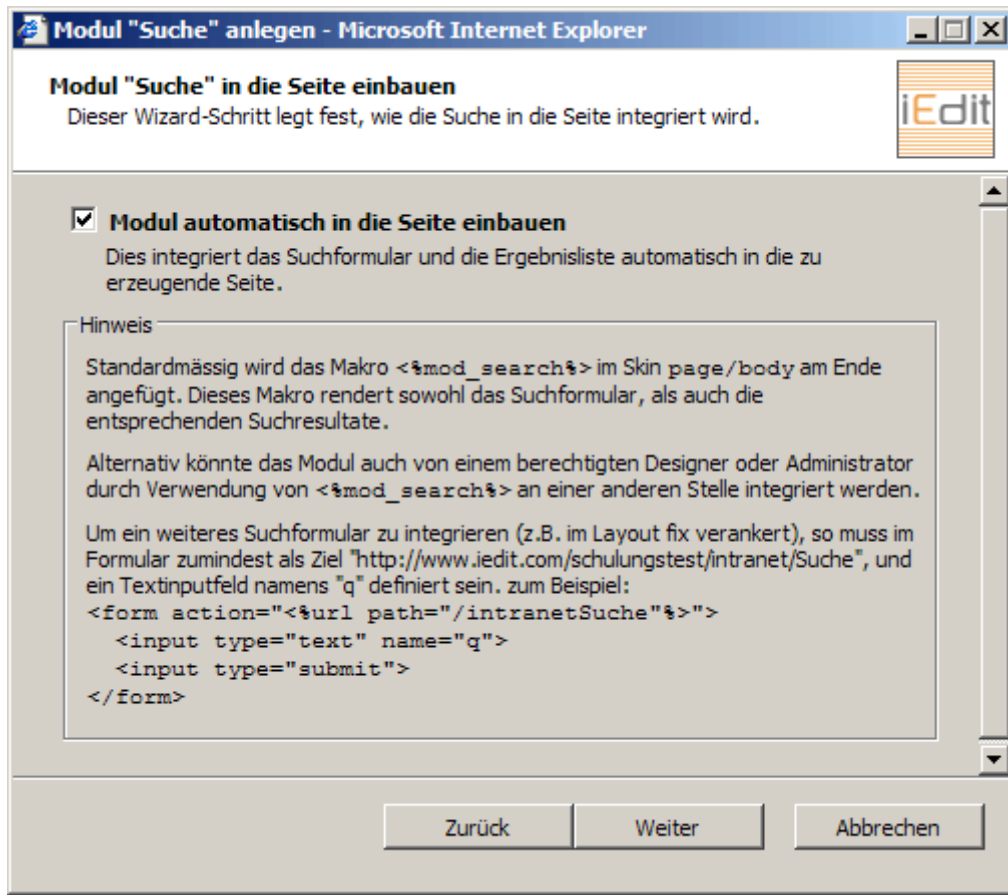 Modul "Suche" anlegen - Microsoft Internet Explorer
Modul "Suche" in die Seite einbauen
Dieser Wizard-Schritt legt fest, wie die Suche in die Seite integriert wird.
iEdit
Modul automatisch in die Seite einbauen
Dies integriert das Suchformular und die Ergebnisliste automatisch in die zu
erzeugende Seite.
Hinweis
Standardmässig wird das Makro <%mod_search%> im Skin page/body am Ende
angefügt. Dieses Makro rendert sowohl das Suchformular, als auch die
entsprechenden Suchresultate.
Alternativ könnte das Modul auch von einem berechtigten Designer oder Administrator
durch Verwendung von <%mod_search%> an einer anderen Stelle integriert werden.
Um ein weiteres Suchformular zu integrieren (z.B. im Layout fix verankert), so muss im
Formular zumindest als Ziel "http://www.iedit.com/schulungstest/intranet/Suche", und
ein Textinputfeld namens "q" definiert sein. zum Beispiel:
<form action="<%url path="/intranetSuche"%>">
<input type="text" name="q">
<input type="submit">
</form>
Zurück
Weiter
Abbrechen